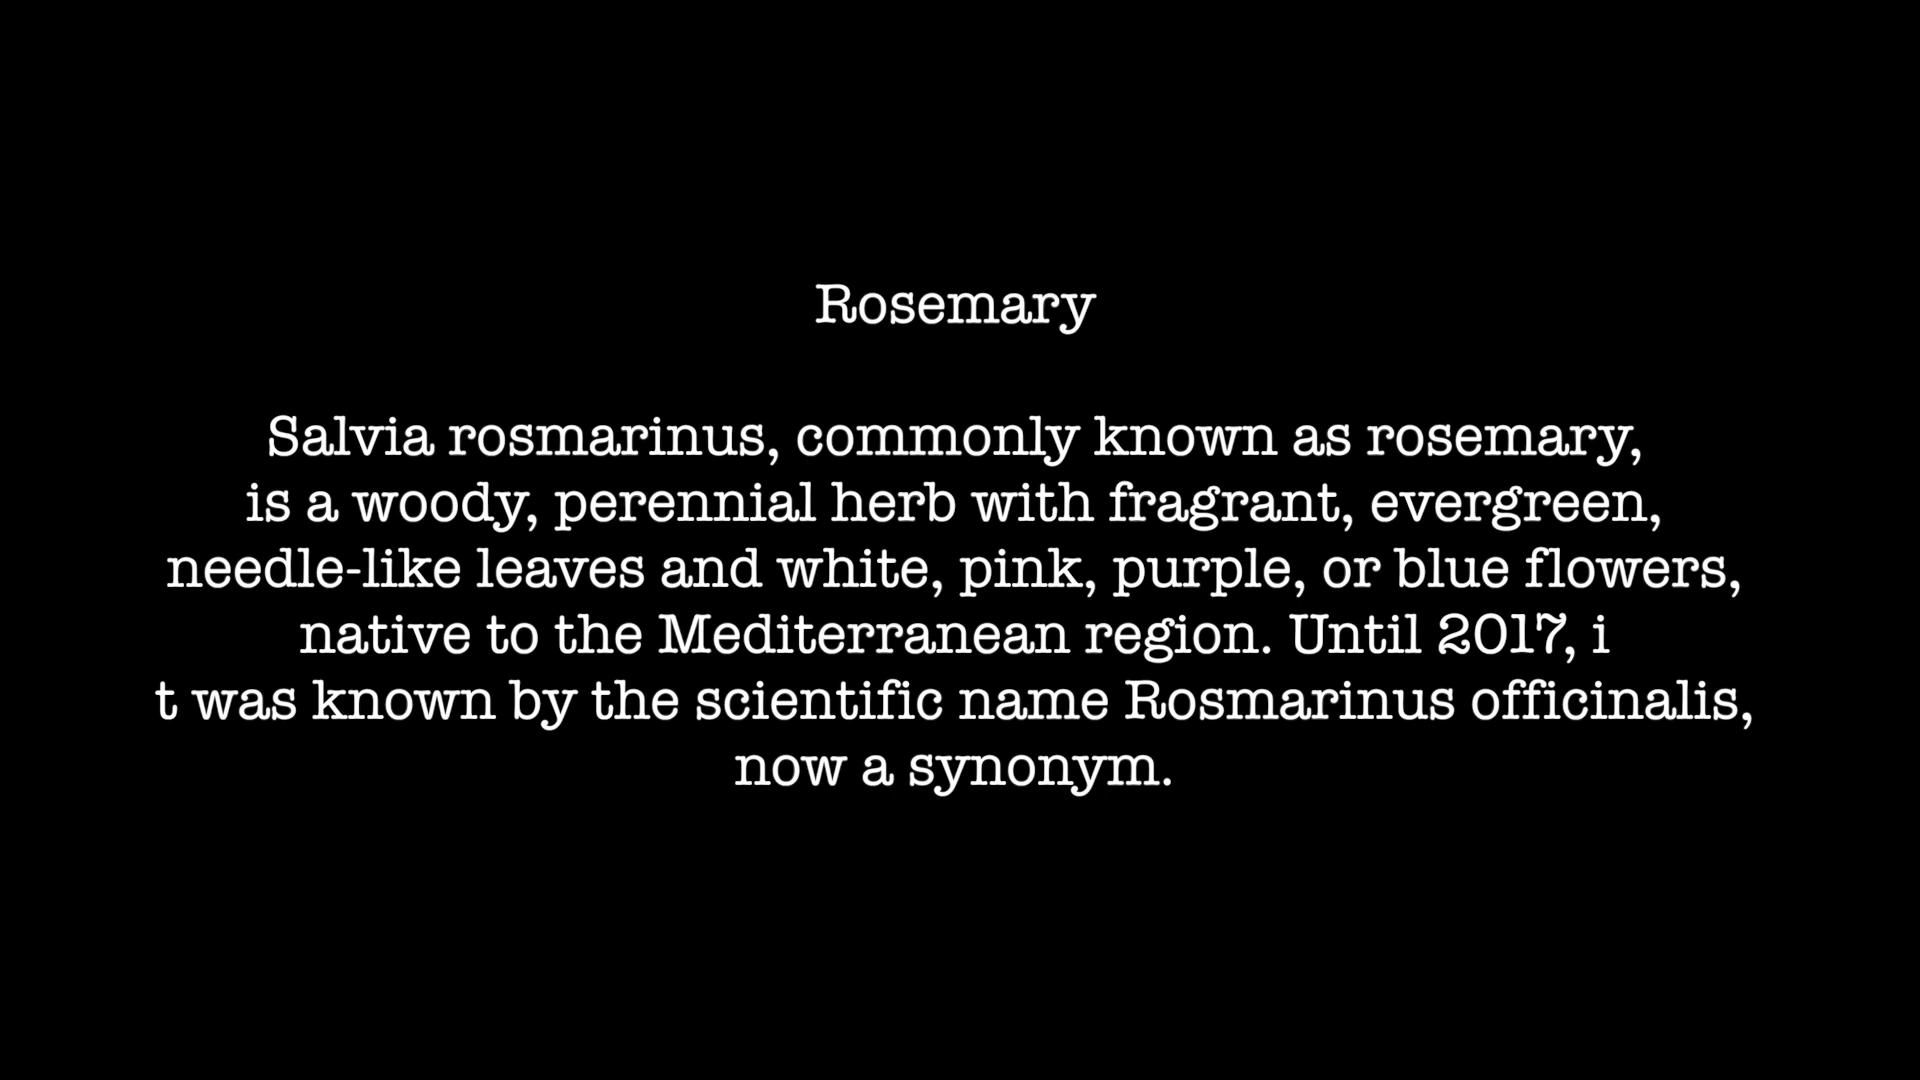 Rosemary
Salvia rosmarinus, commonly known as rosemary,
is a woody, perennial herb with fragrant, evergreen,
needle-like leaves and white, pink, purple, or blue flowers,
native to the Mediterranean region. Until 2017, i
t was known by the scientific name Rosmarinus officinalis,
now a synonym.